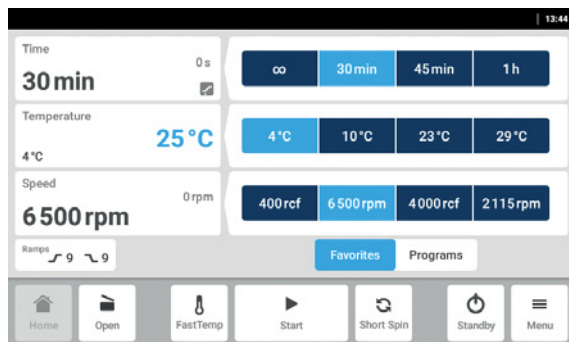 13:44
Time
0 s
30 min
∞ 30 min 45 min 1 h
Temperature
25 °C
4 °C
4 °C 10 °C 23 °C 29 °C
Speed
0 rpm
6 500 rpm
400 rcf 6 500 rpm 4 000 rcf 2 115 rpm
Ramps 9 9
Favorites Programs
Home Open FastTemp Start Short Spin Standby Menu